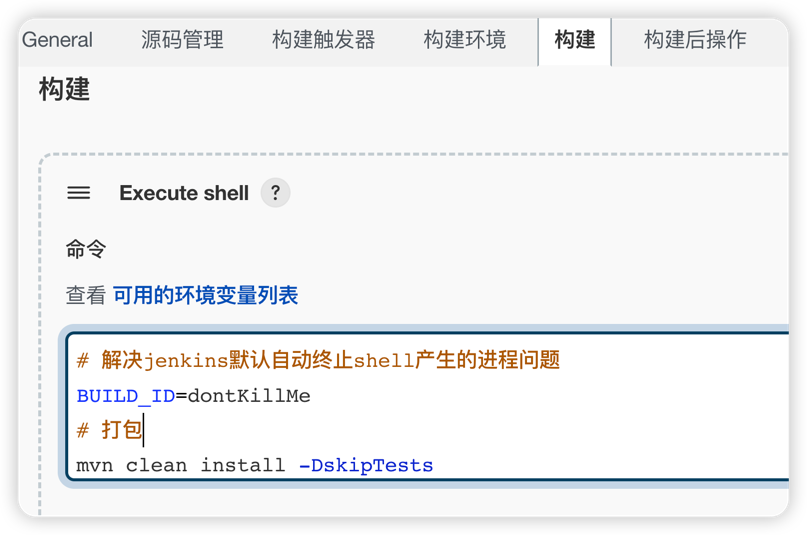 General 源码管理 构建触发器 构建环境 构建 构建后操作
构建
Execute shell ?
命令
查看 可用的环境变量列表
# 解决jenkins默认自动终止shell产生的进程问题
BUILD_ID=dontKillMe
# 打包
mvn clean install -DskipTests